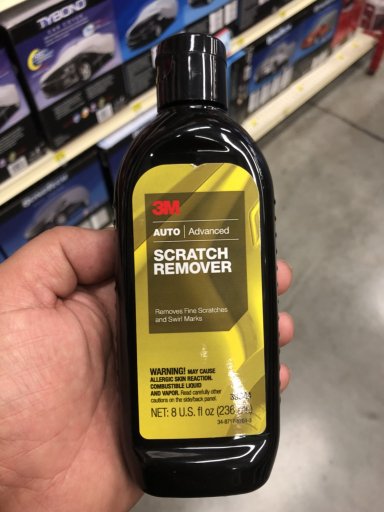 TYBOND
3M
AUTO | Advanced
SCRATCH
REMOVER
Removes Fine Scratches
and Swirl Marks
WARNING! MAY CAUSE
ALLERGIC SKIN REACTION.
COMBUSTIBLE LIQUID
AND VAPOR. Read carefully other
cautions on the side/back panel.
NET: 8 U.S. fl oz (236